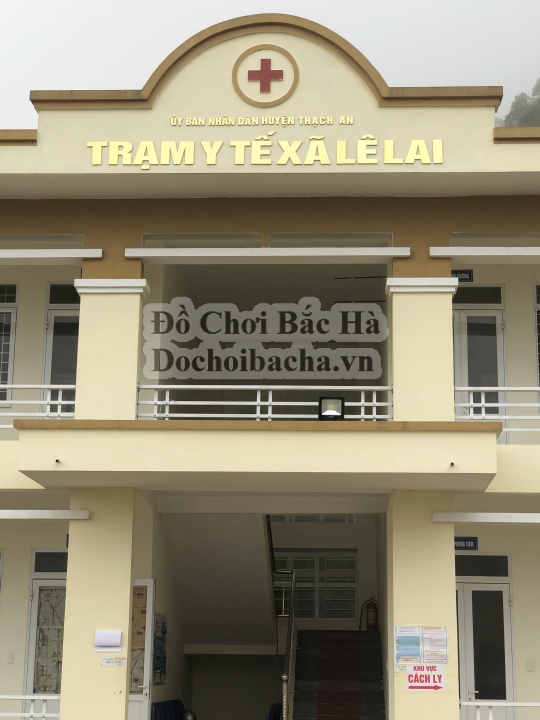 ỦY BAN NHÂN DÂN HUYỆN THẠCH AN
TRẠM Y TẾ XÃ LÊ LAI
Đồ Chơi Bắc Hà
Dochoibacha.vn
KHU VỰC
CÁCH LY